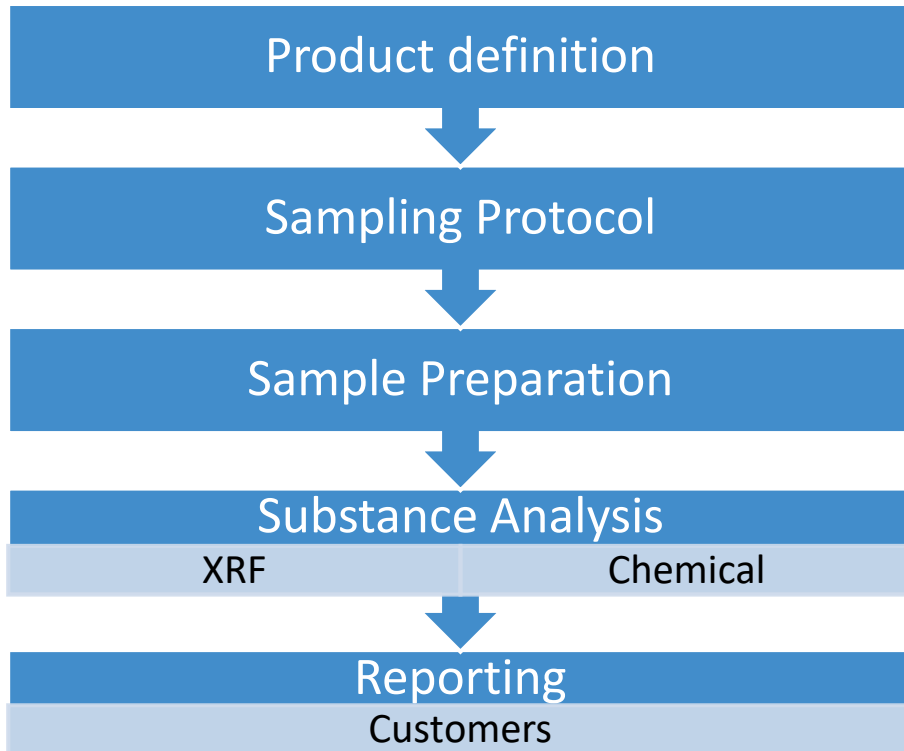 Product definition
Sampling Protocol
Sample Preparation
Substance Analysis
XRF
Chemical
Reporting
Customers